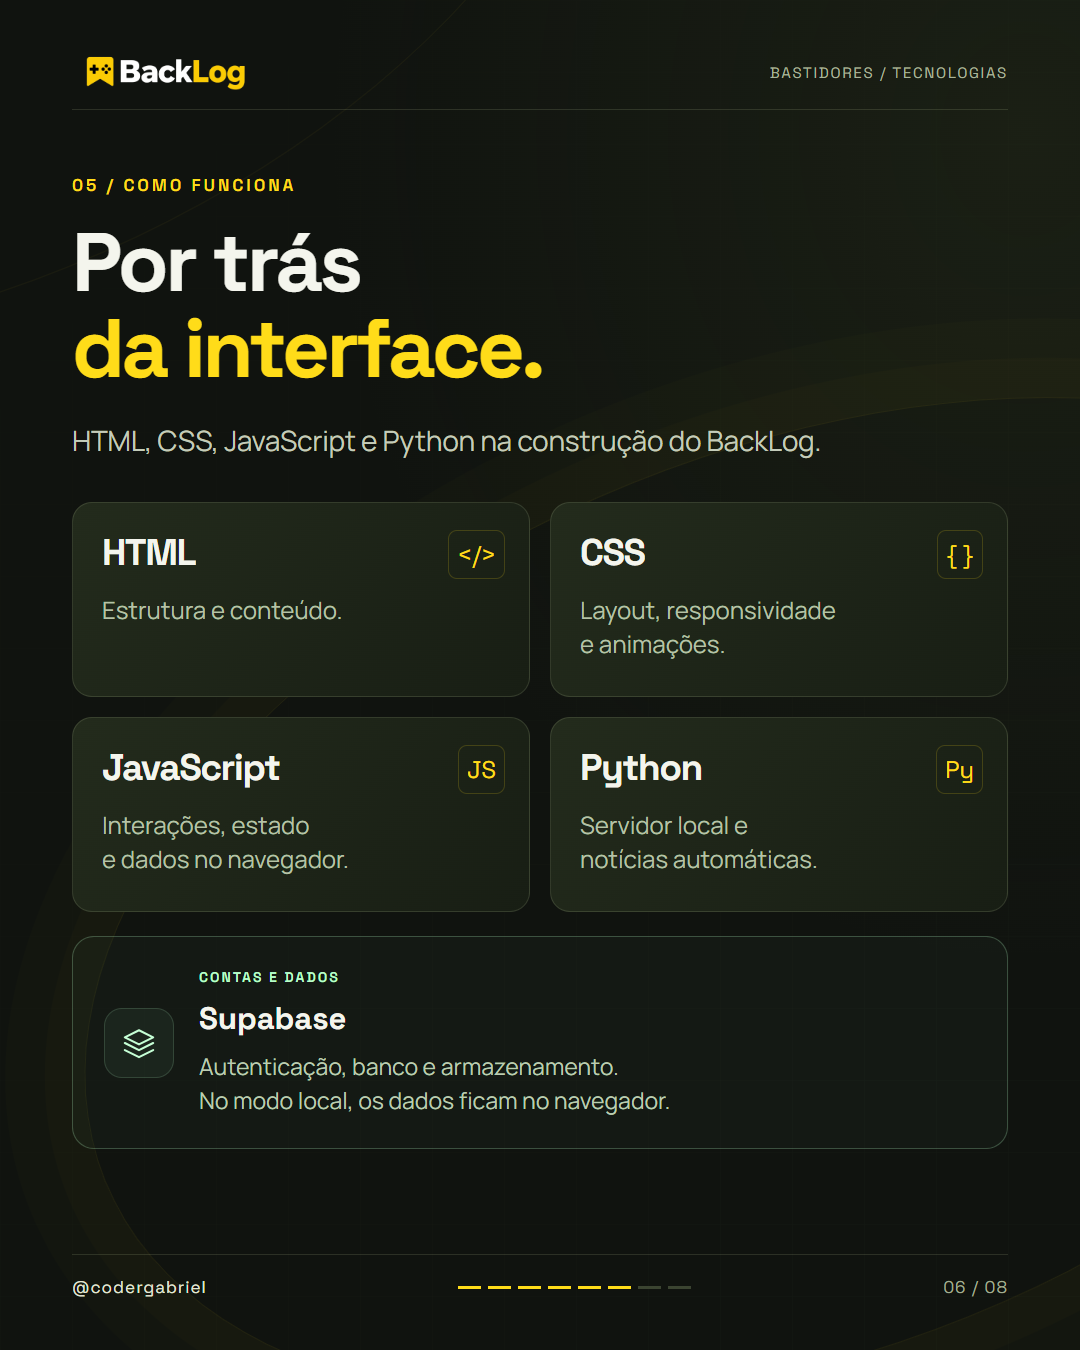 BackLog
BASTIDORES / TECNOLOGIAS
05 / COMO FUNCIONA
Por trás
da interface.
HTML, CSS, JavaScript e Python na construção do BackLog.
HTML
</>
Estrutura e conteúdo.
CSS
{}
Layout, responsividade
e animações.
JavaScript
JS
Interações, estado
e dados no navegador.
Python
Py
Servidor local e
notícias automáticas.
CONTAS E DADOS
Supabase
Autenticação, banco e armazenamento.
No modo local, os dados ficam no navegador.
@codergabriel
06 / 08